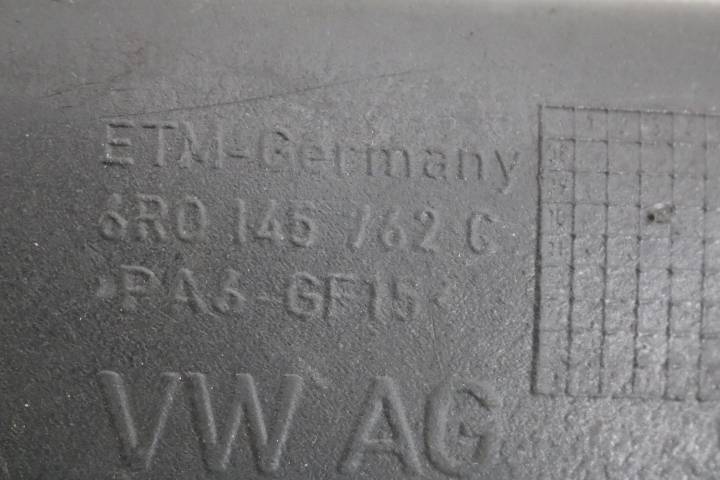 ETM-Germany
6R0 145 762 C
>PA6-GF15<
VW AG